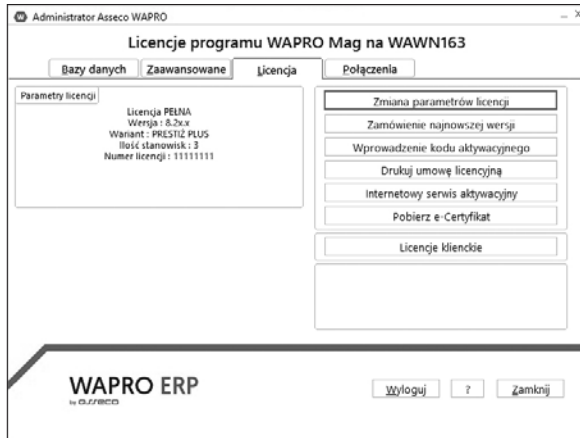 Administrator Asseco WAPRO
Licencje programu WAPRO Mag na WAWN163
Bazy danych
Zaawansowane
Licencja
Połączenia
Parametry licencji
Licencja PEŁNA
Wersja : 8.2x.x
Wariant : PRESTIŻ PLUS
Ilość stanowisk : 3
Numer licencji : 11111111
Zmiana parametrów licencji
Zamówienie najnowszej wersji
Wprowadzenie kodu aktywacyjnego
Drukuj umowę licencyjną
Internetowy serwis aktywacyjny
Pobierz e-Certyfikat
Licencje klienckie
WAPRO ERP
by asseco
Wyloguj
?
Zamknij